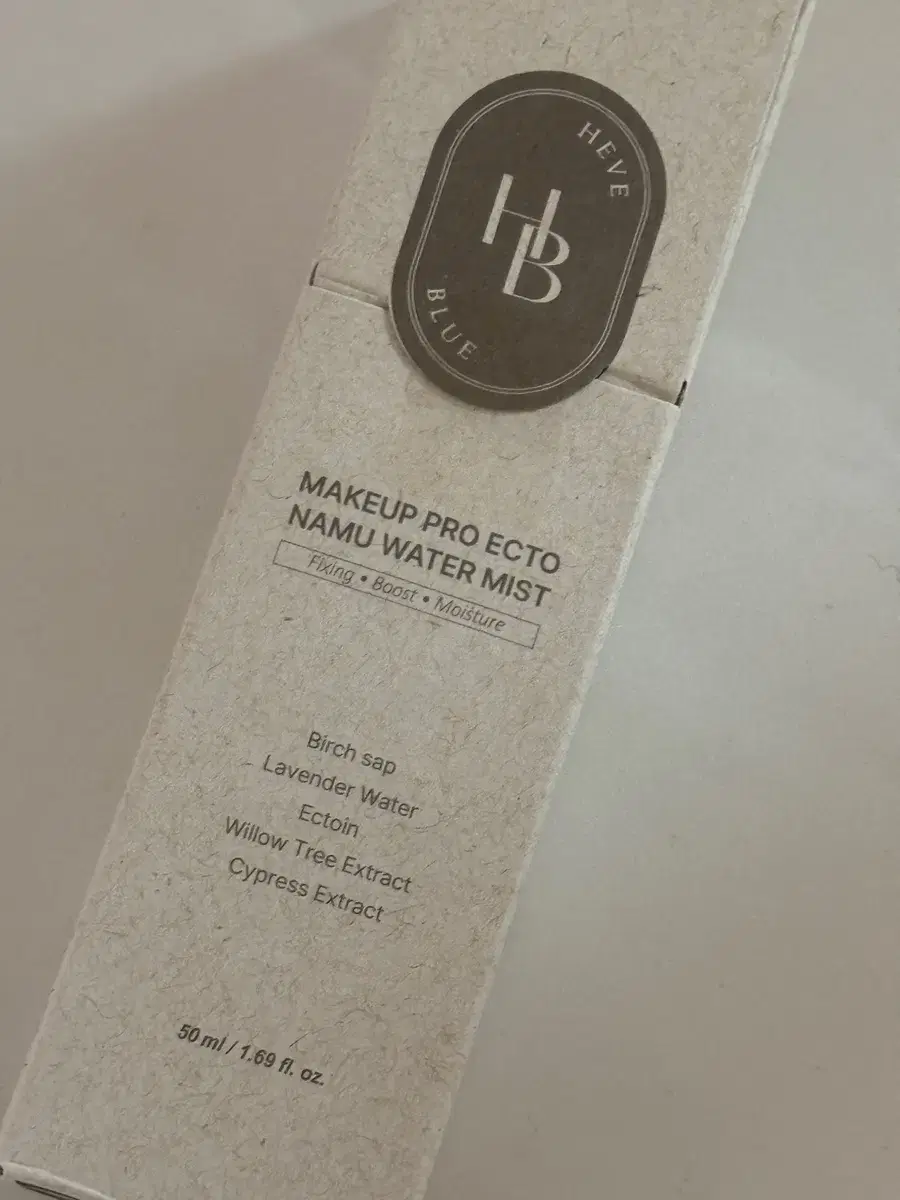 HEVE
HB
BLUE
MAKEUP PRO ECTO
NAMU WATER MIST
Fixing • Boost • Moisture
Birch sap
Lavender Water
Ectoin
Willow Tree Extract
Cypress Extract
50 ml / 1.69 fl. oz.